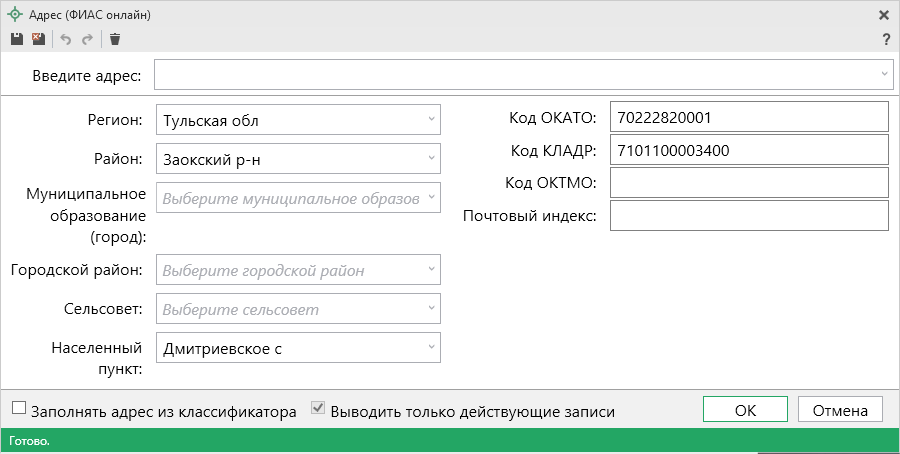 Адрес (ФИАС онлайн)
?
Введите адрес:
Регион: Тульская обл
Район: Заокский р-н
Муниципальное
образование
(город): Выберите муниципальное образов
Городской район: Выберите городской район
Сельсовет: Выберите сельсовет
Населенный
пункт: Дмитриевское с
Код ОКАТО: 70222820001
Код КЛАДР: 7101100003400
Код ОКТМО:
Почтовый индекс:
Заполнять адрес из классификатора
Выводить только действующие записи
ОК
Отмена
Готово.